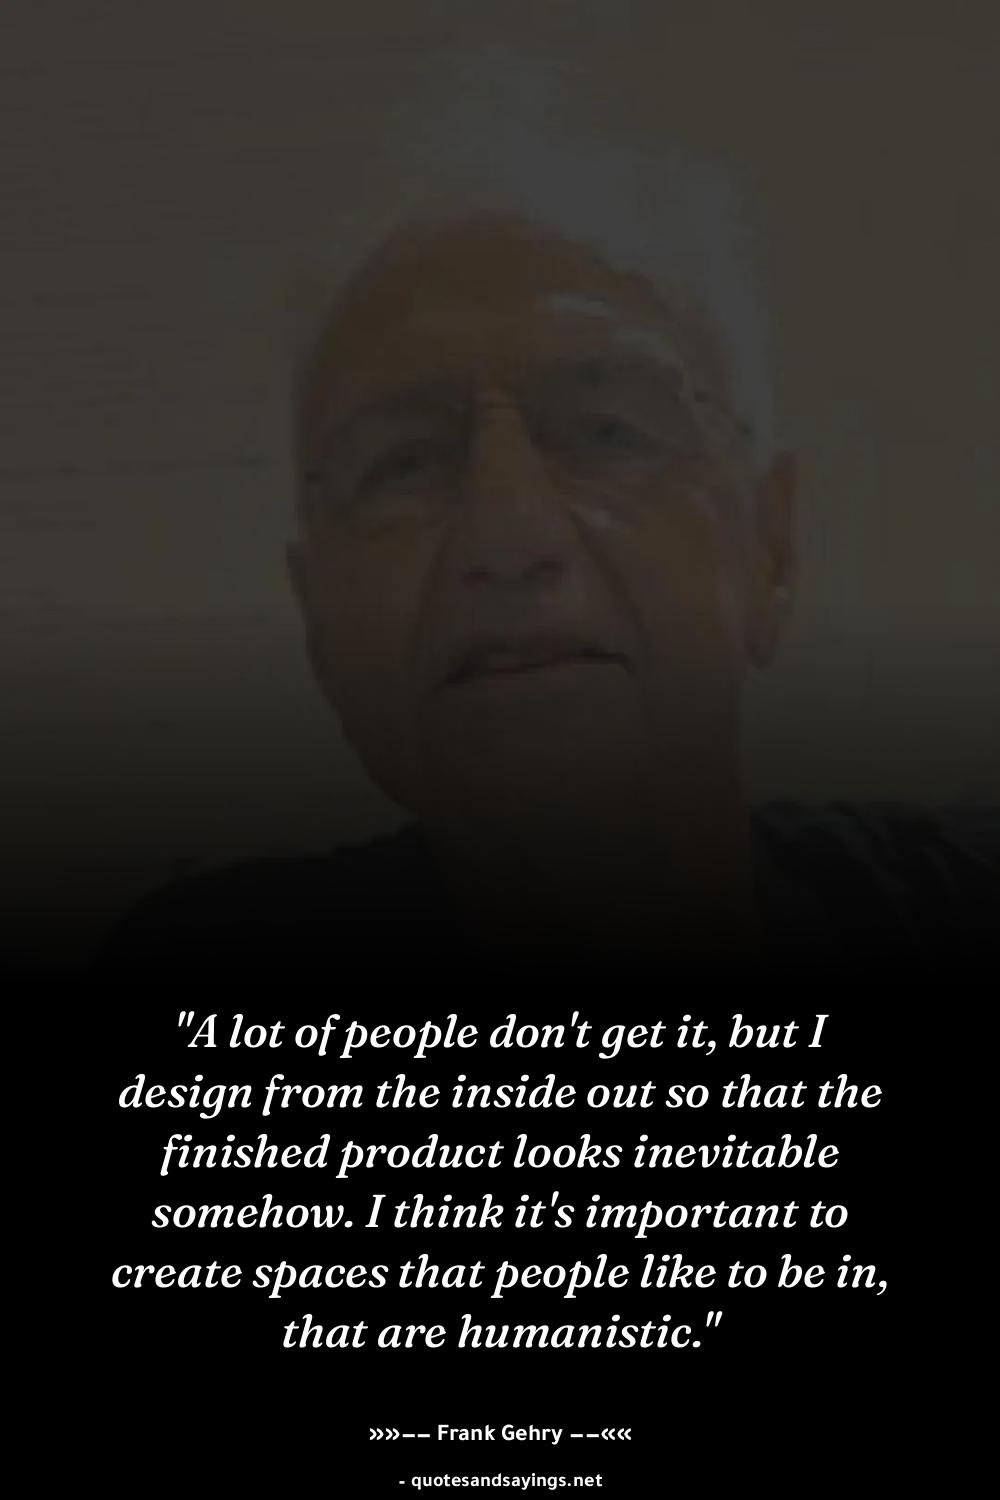 "A lot of people don't get it, but I
design from the inside out so that the
finished product looks inevitable
somehow. I think it's important to
create spaces that people like to be in,
that are humanistic."
»»–– Frank Gehry ––««
- quotesandsayings.net